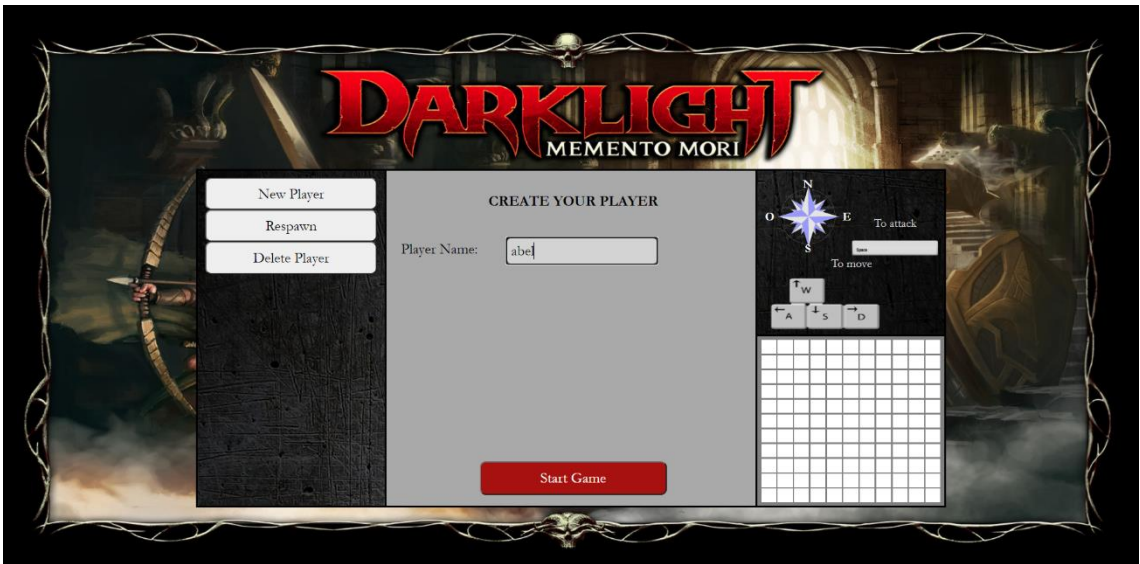 DARKLIGHT
MEMENTO MORI
New Player
Respawn
Delete Player
CREATE YOUR PLAYER
Player Name:
abel
Start Game
N
O
E
S
To attack
Space
To move
↑ W
← A
↓ S
→ D